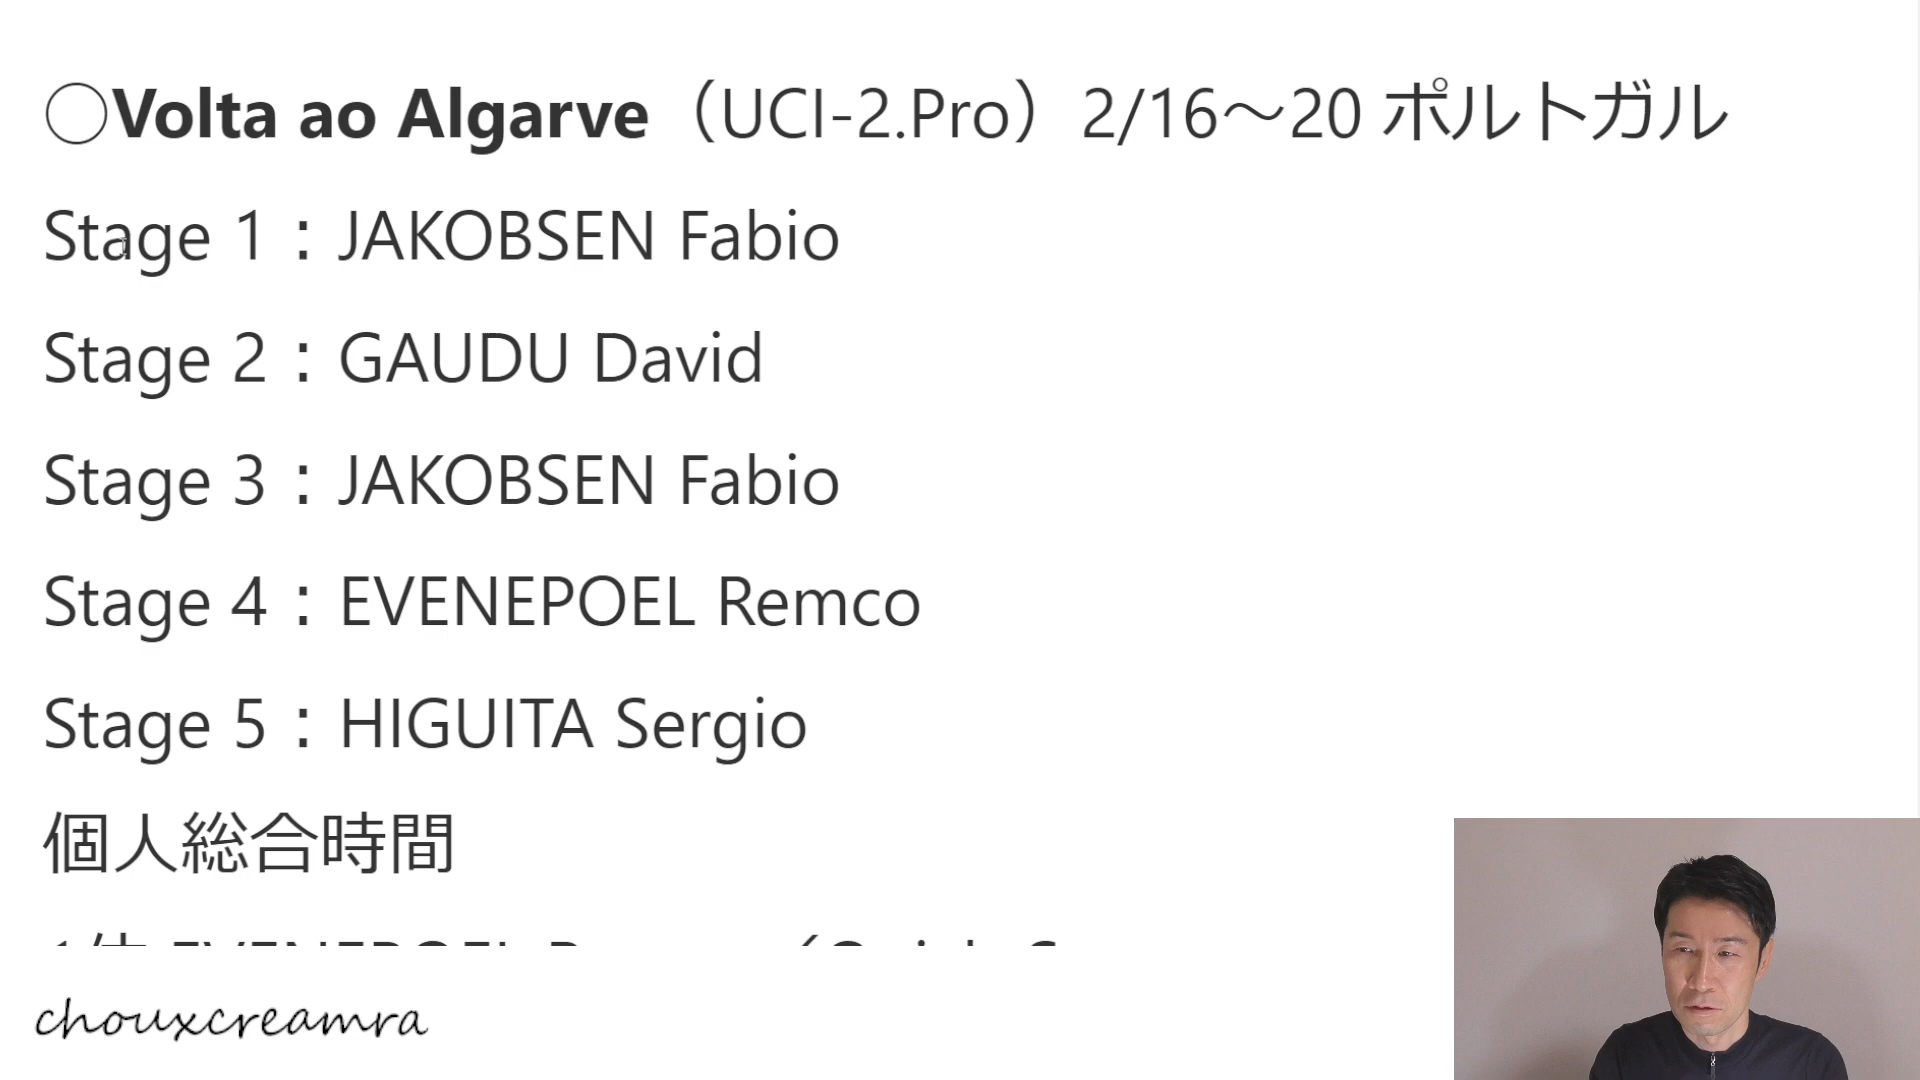 ○Volta ao Algarve（UCI-2.Pro）2/16～20 ポルトガル
Stage 1：JAKOBSEN Fabio
Stage 2：GAUDU David
Stage 3：JAKOBSEN Fabio
Stage 4：EVENEPOEL Remco
Stage 5：HIGUITA Sergio
個人総合時間
chouxcreamra